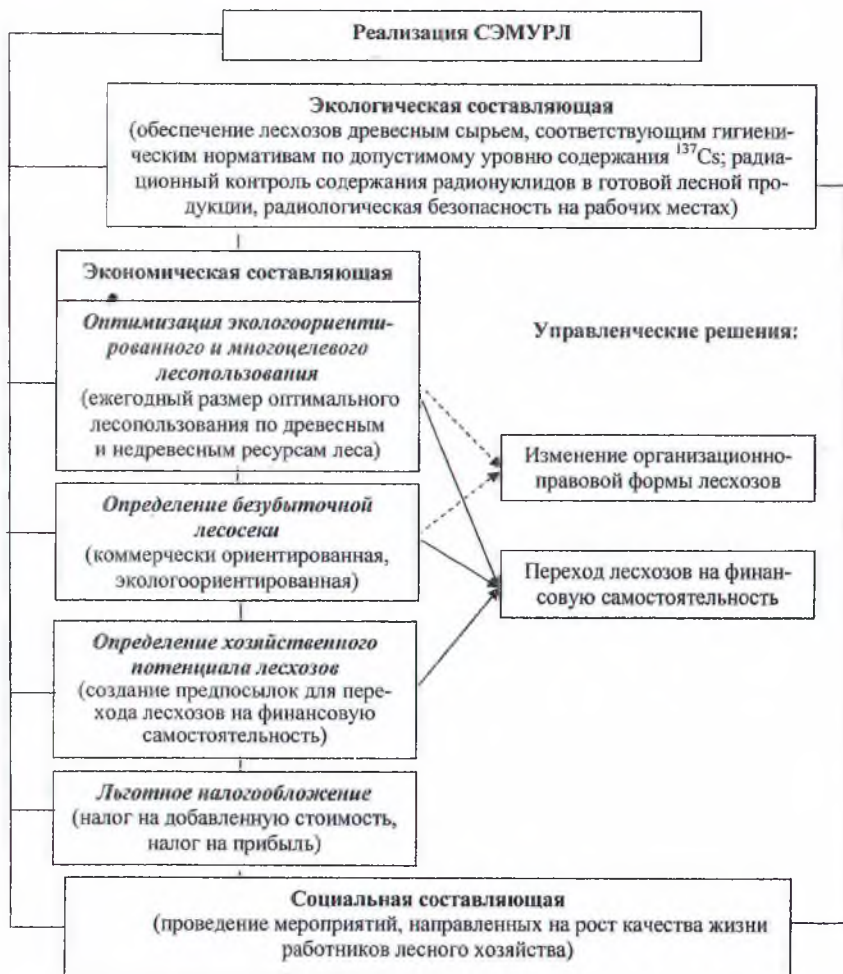 Реализация СЭМУРЛ
Экологическая составляющая
(обеспечение лесхозов древесным сырьем, соответствующим гигиени-
ческим нормативам по допустимому уровню содержания ¹³⁷Cs; радиа-
ционный контроль содержания радионуклидов в готовой лесной про-
дукции, радиологическая безопасность на рабочих местах)
Экономическая составляющая
Оптимизация экологоориенти-
рованного и многоцелевого
лесопользования
(ежегодный размер оптимального
лесопользования по древесным
и недревесным ресурсам леса)
Определение безубыточной
лесосеки
(коммерчески ориентированная,
экологоориентированная)
Определение хозяйственного
потенциала лесхозов
(создание предпосылок для пере-
хода лесхозов на финансовую
самостоятельность)
Льготное налогообложение
(налог на добавленную стоимость,
налог на прибыль)
Управленческие решения:
Изменение организационно-
правовой формы лесхозов
Переход лесхозов на финан-
совую самостоятельность
Социальная составляющая
(проведение мероприятий, направленных на рост качества жизни
работников лесного хозяйства)